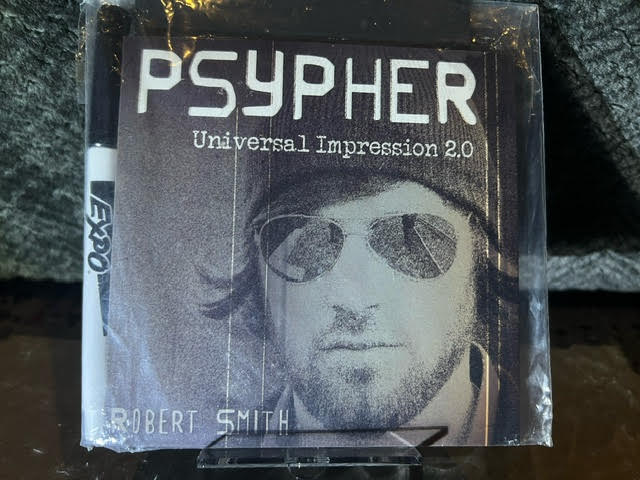 PSYPHER
Universal Impression 2.0
EXPO
ROBERT SMITH